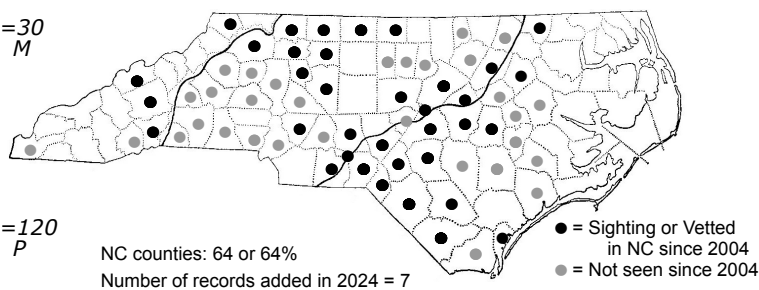 =30
M
=120
P
NC counties: 64 or 64%
Number of records added in 2024 = 7
● = Sighting or Vetted
in NC since 2004
● = Not seen since 2004